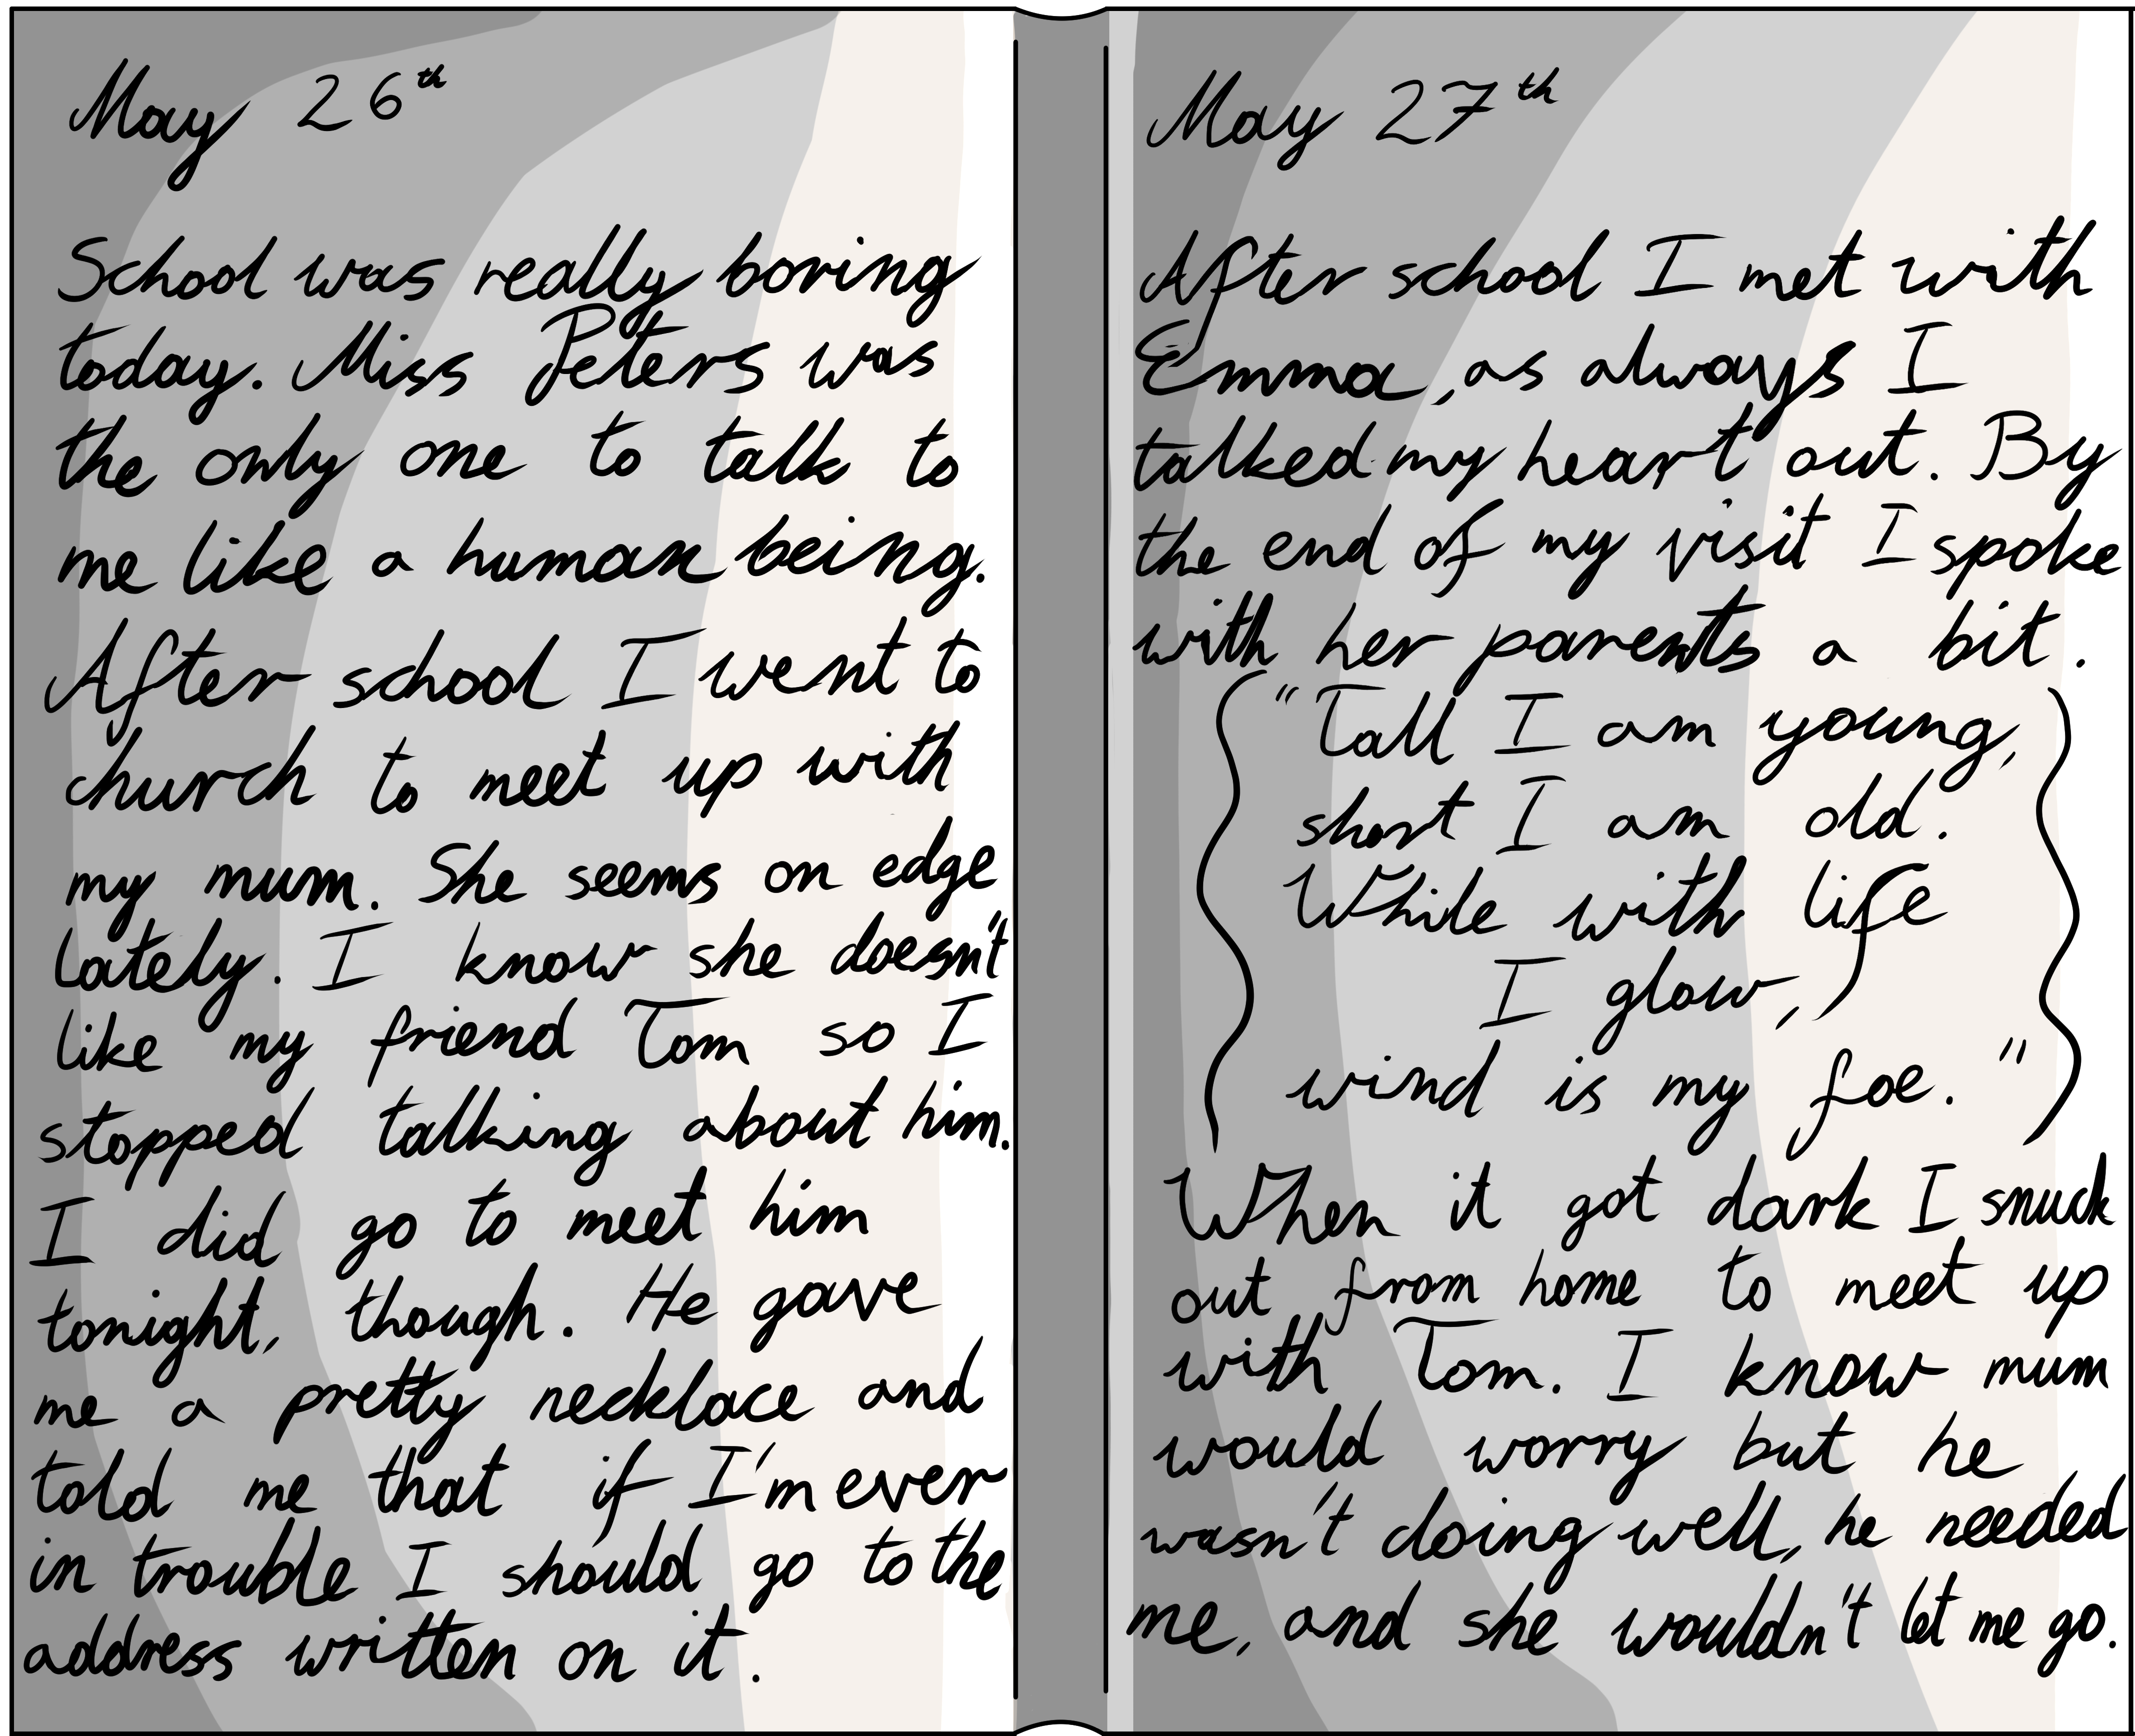 May 26th
School was really boring
today. Miss Peters was
the only one to talk to
me like a human being.
After school I went to
church to meet up with
my mum. She seems on edge
lately. I know she doesn't
like my friend Tom so I
stopped talking about him.
I did go to meet him
tonight, though. He gave
me a pretty necklace and
told me that if I'm ever
in trouble I should go to the
address written on it.
May 27th
After school I met with
Emma, as always I
talked my heart out. By
the end of my visit I spoke
with her parents a bit.
"Tall I am young,
short I am old.
While with life
I glow,
wind is my foe."
When it got dark I snuck
out from home to meet up
with Tom. I know mum
would worry but he
wasn't doing well, he needed
me, and she wouldn't let me go.